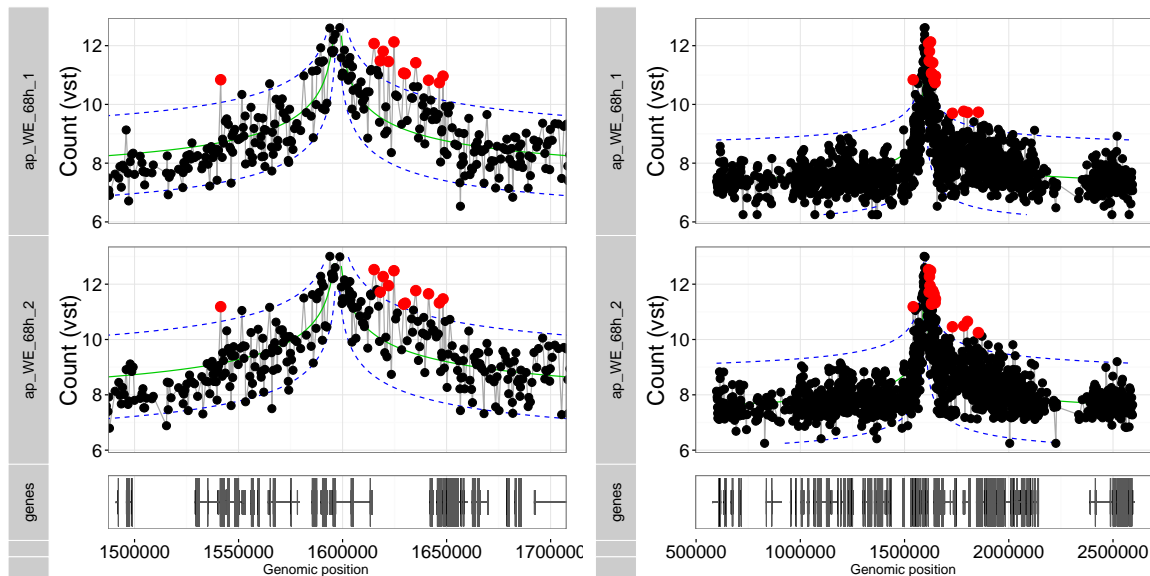 ap_WE_68h_1
Count (vst)
12
10
8
6
ap_WE_68h_2
Count (vst)
12
10
8
6
genes
1500000 1550000 1600000 1650000 1700000
Genomic position
ap_WE_68h_1
Count (vst)
12
10
8
6
ap_WE_68h_2
Count (vst)
12
10
8
6
genes
500000 1000000 1500000 2000000 2500000
Genomic position